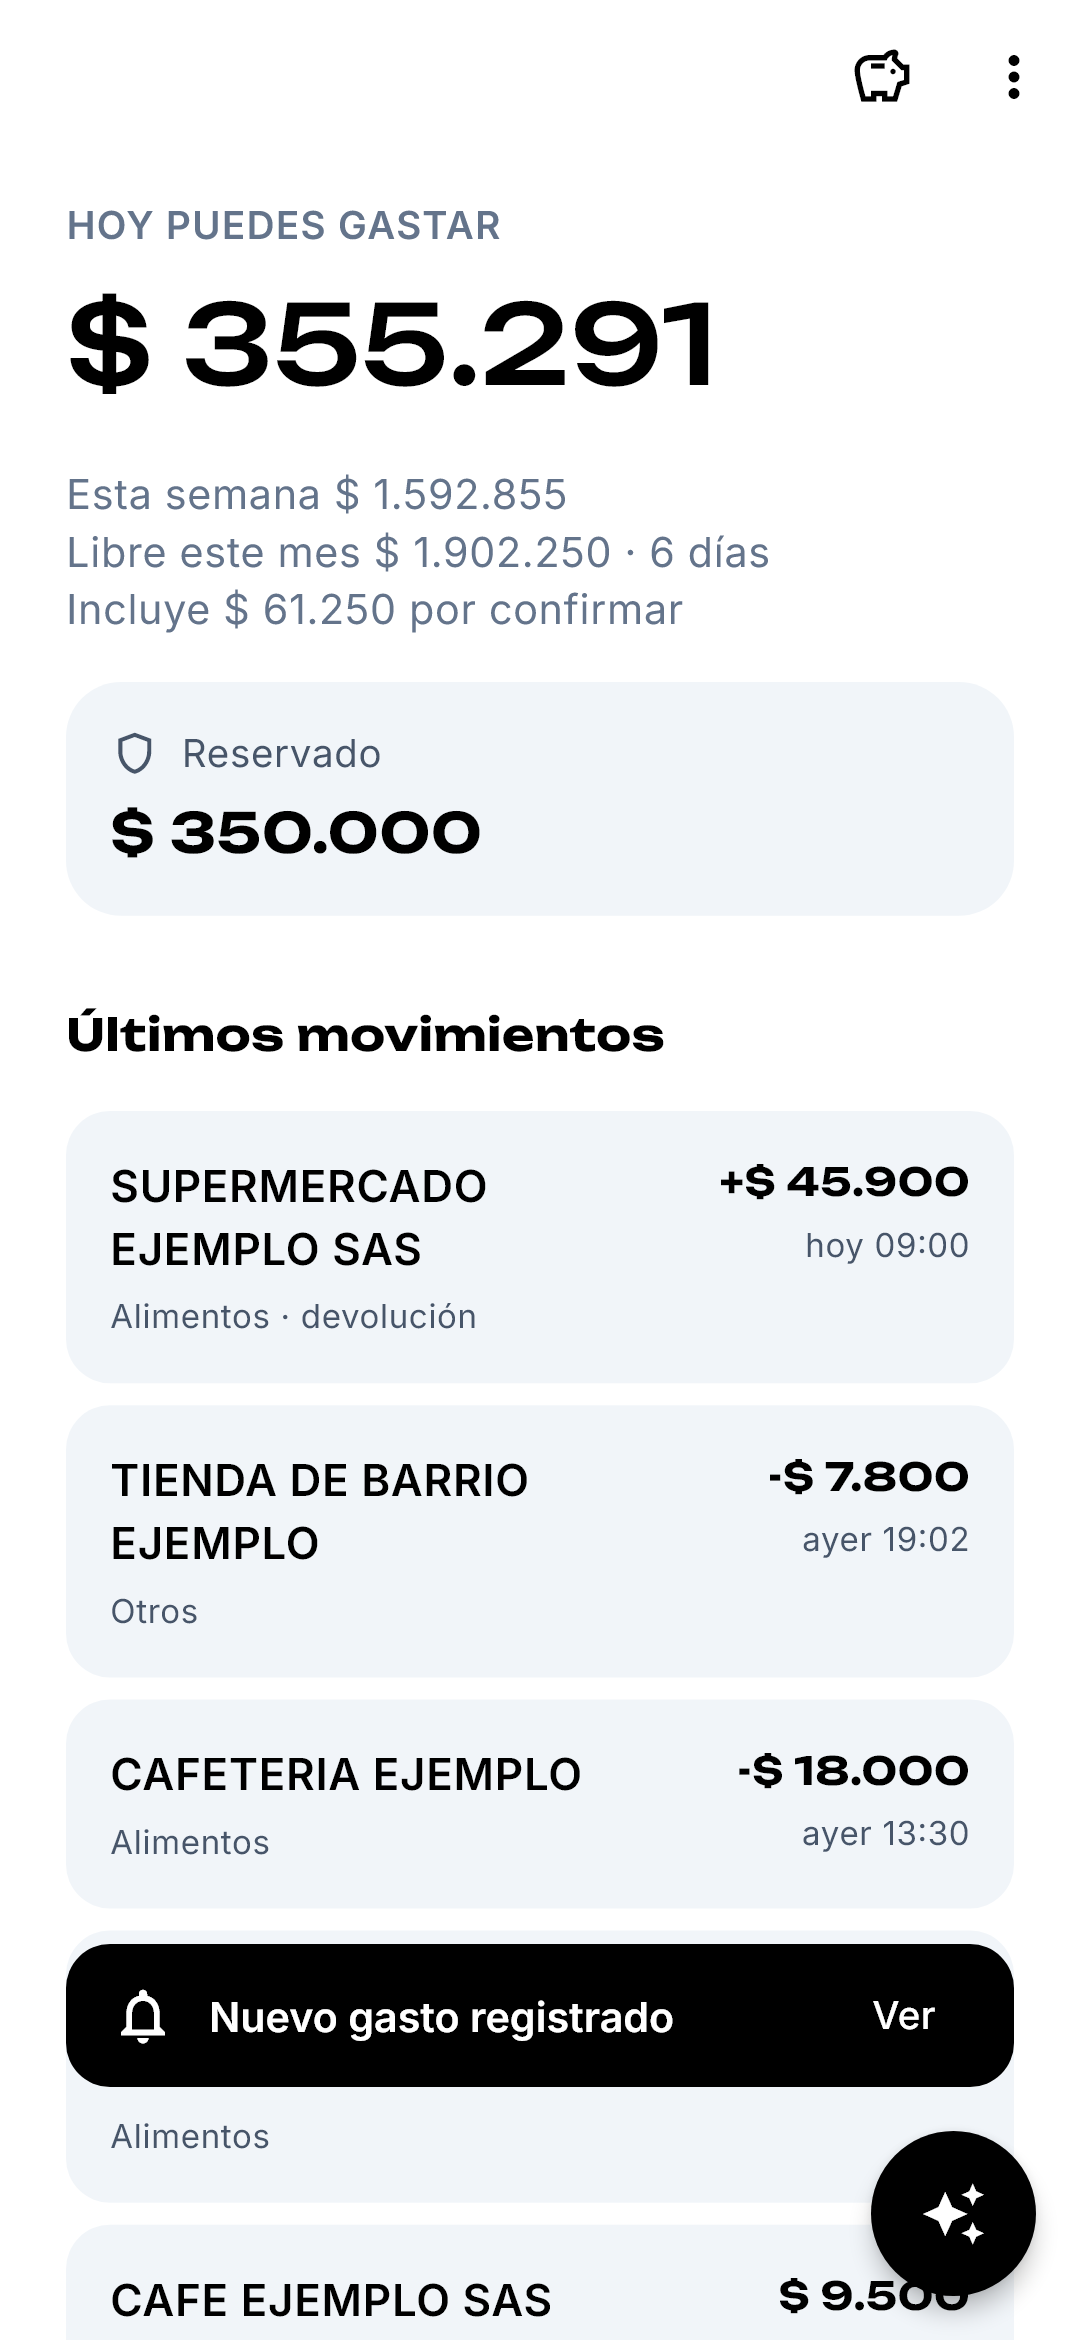 HOY PUEDES GASTAR
$ 355.291
Esta semana $ 1.592.855
Libre este mes $ 1.902.250 · 6 días
Incluye $ 61.250 por confirmar
Reservado
$ 350.000
Últimos movimientos
SUPERMERCADO
EJEMPLO SAS
+$ 45.900
hoy 09:00
Alimentos · devolución
TIENDA DE BARRIO
EJEMPLO
-$ 7.800
ayer 19:02
Otros
CAFETERIA EJEMPLO
-$ 18.000
ayer 13:30
Alimentos
Nuevo gasto registrado
Ver
Alimentos
CAFE EJEMPLO SAS
$ 9.500